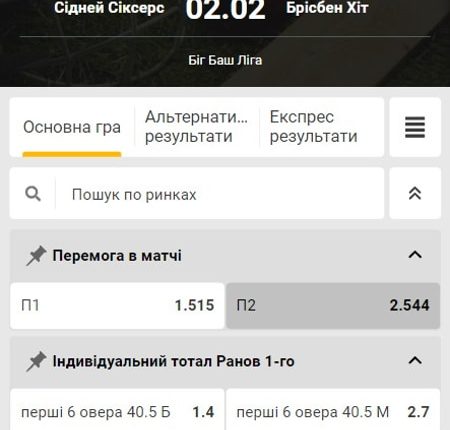 Сідней Сіксерс 02.02 Брісбен Хіт
Біг Баш Ліга
Основна гра
Альтернати...
результати
Експрес
результати
Пошук по ринках
Перемога в матчі
П1 1.515 П2 2.544
Індивідуальний тотал Ранов 1-го
перші 6 овера 40.5 Б 1.4 перші 6 овера 40.5 М 2.7